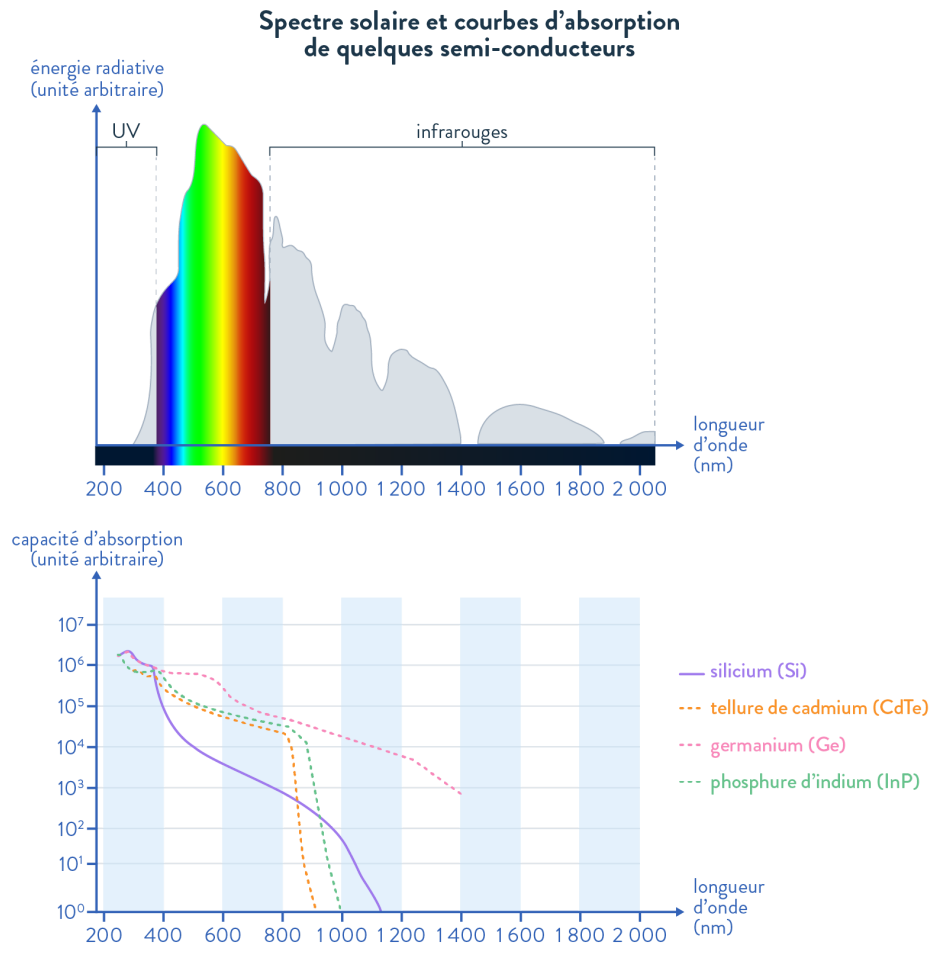 Spectre solaire et courbes d’absorption
de quelques semi-conducteurs
énergie radiative
(unité arbitraire)
UV
infrarouges
longueur
d’onde
(nm)
200 400 600 800 1 000 1 200 1 400 1 600 1 800 2 000
capacité d’absorption
(unité arbitraire)
10⁷
10⁶
10⁵
10⁴
10³
10²
10¹
10⁰
silicium (Si)
tellure de cadmium (CdTe)
germanium (Ge)
phosphure d’indium (InP)
longueur
d’onde
(nm)
200 400 600 800 1 000 1 200 1 400 1 600 1 800 2 000